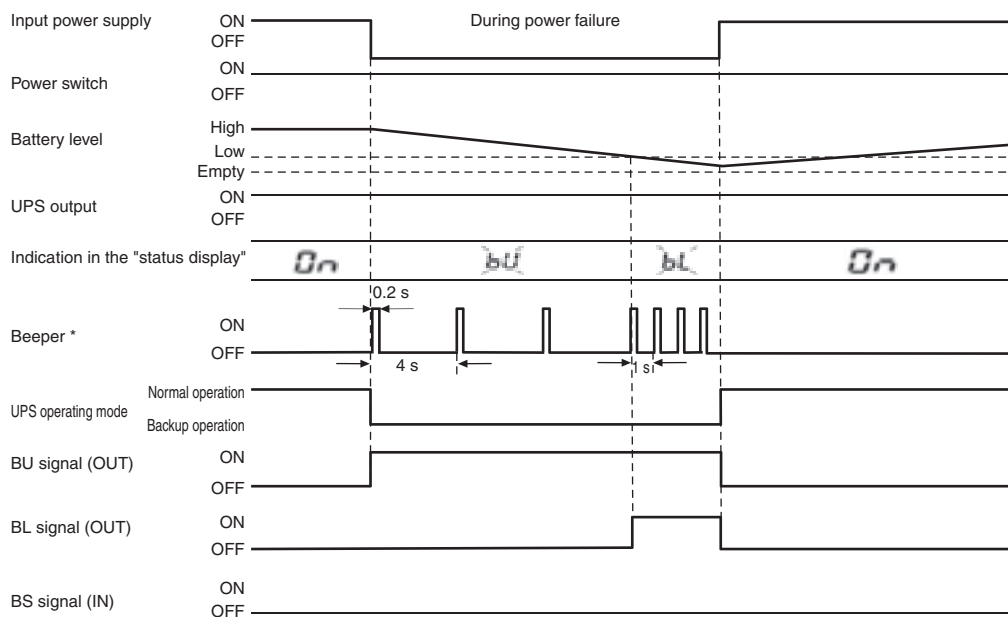 Input power supply ON During power failure
OFF
Power switch ON
OFF
Battery level High
Low
Empty
UPS output ON
OFF
Indication in the "status display" On bU bL On
0.2 s
Beeper * ON
OFF
4 s 1 s
UPS operating mode Normal operation
Backup operation
BU signal (OUT) ON
OFF
BL signal (OUT) ON
OFF
BS signal (IN) ON
OFF